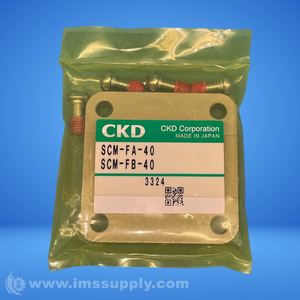 CKD
CKD Corporation
MADE IN JAPAN
SCM-FA-40
SCM-FB-40
3324
© www.imssupply.com